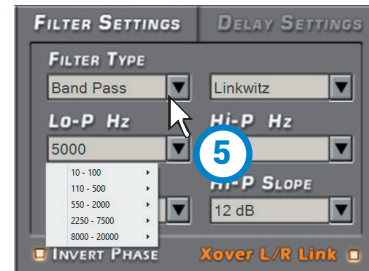 FILTER SETTINGS DELAY SETTINGS
FILTER TYPE
Band Pass Linkwitz
LO-P HZ HI-P HZ
5000 5
10 - 100
110 - 500
550 - 2000
2250 - 7500
8000 - 20000
HI-P SLOPE
12 dB
INVERT PHASE Xover L/R Link